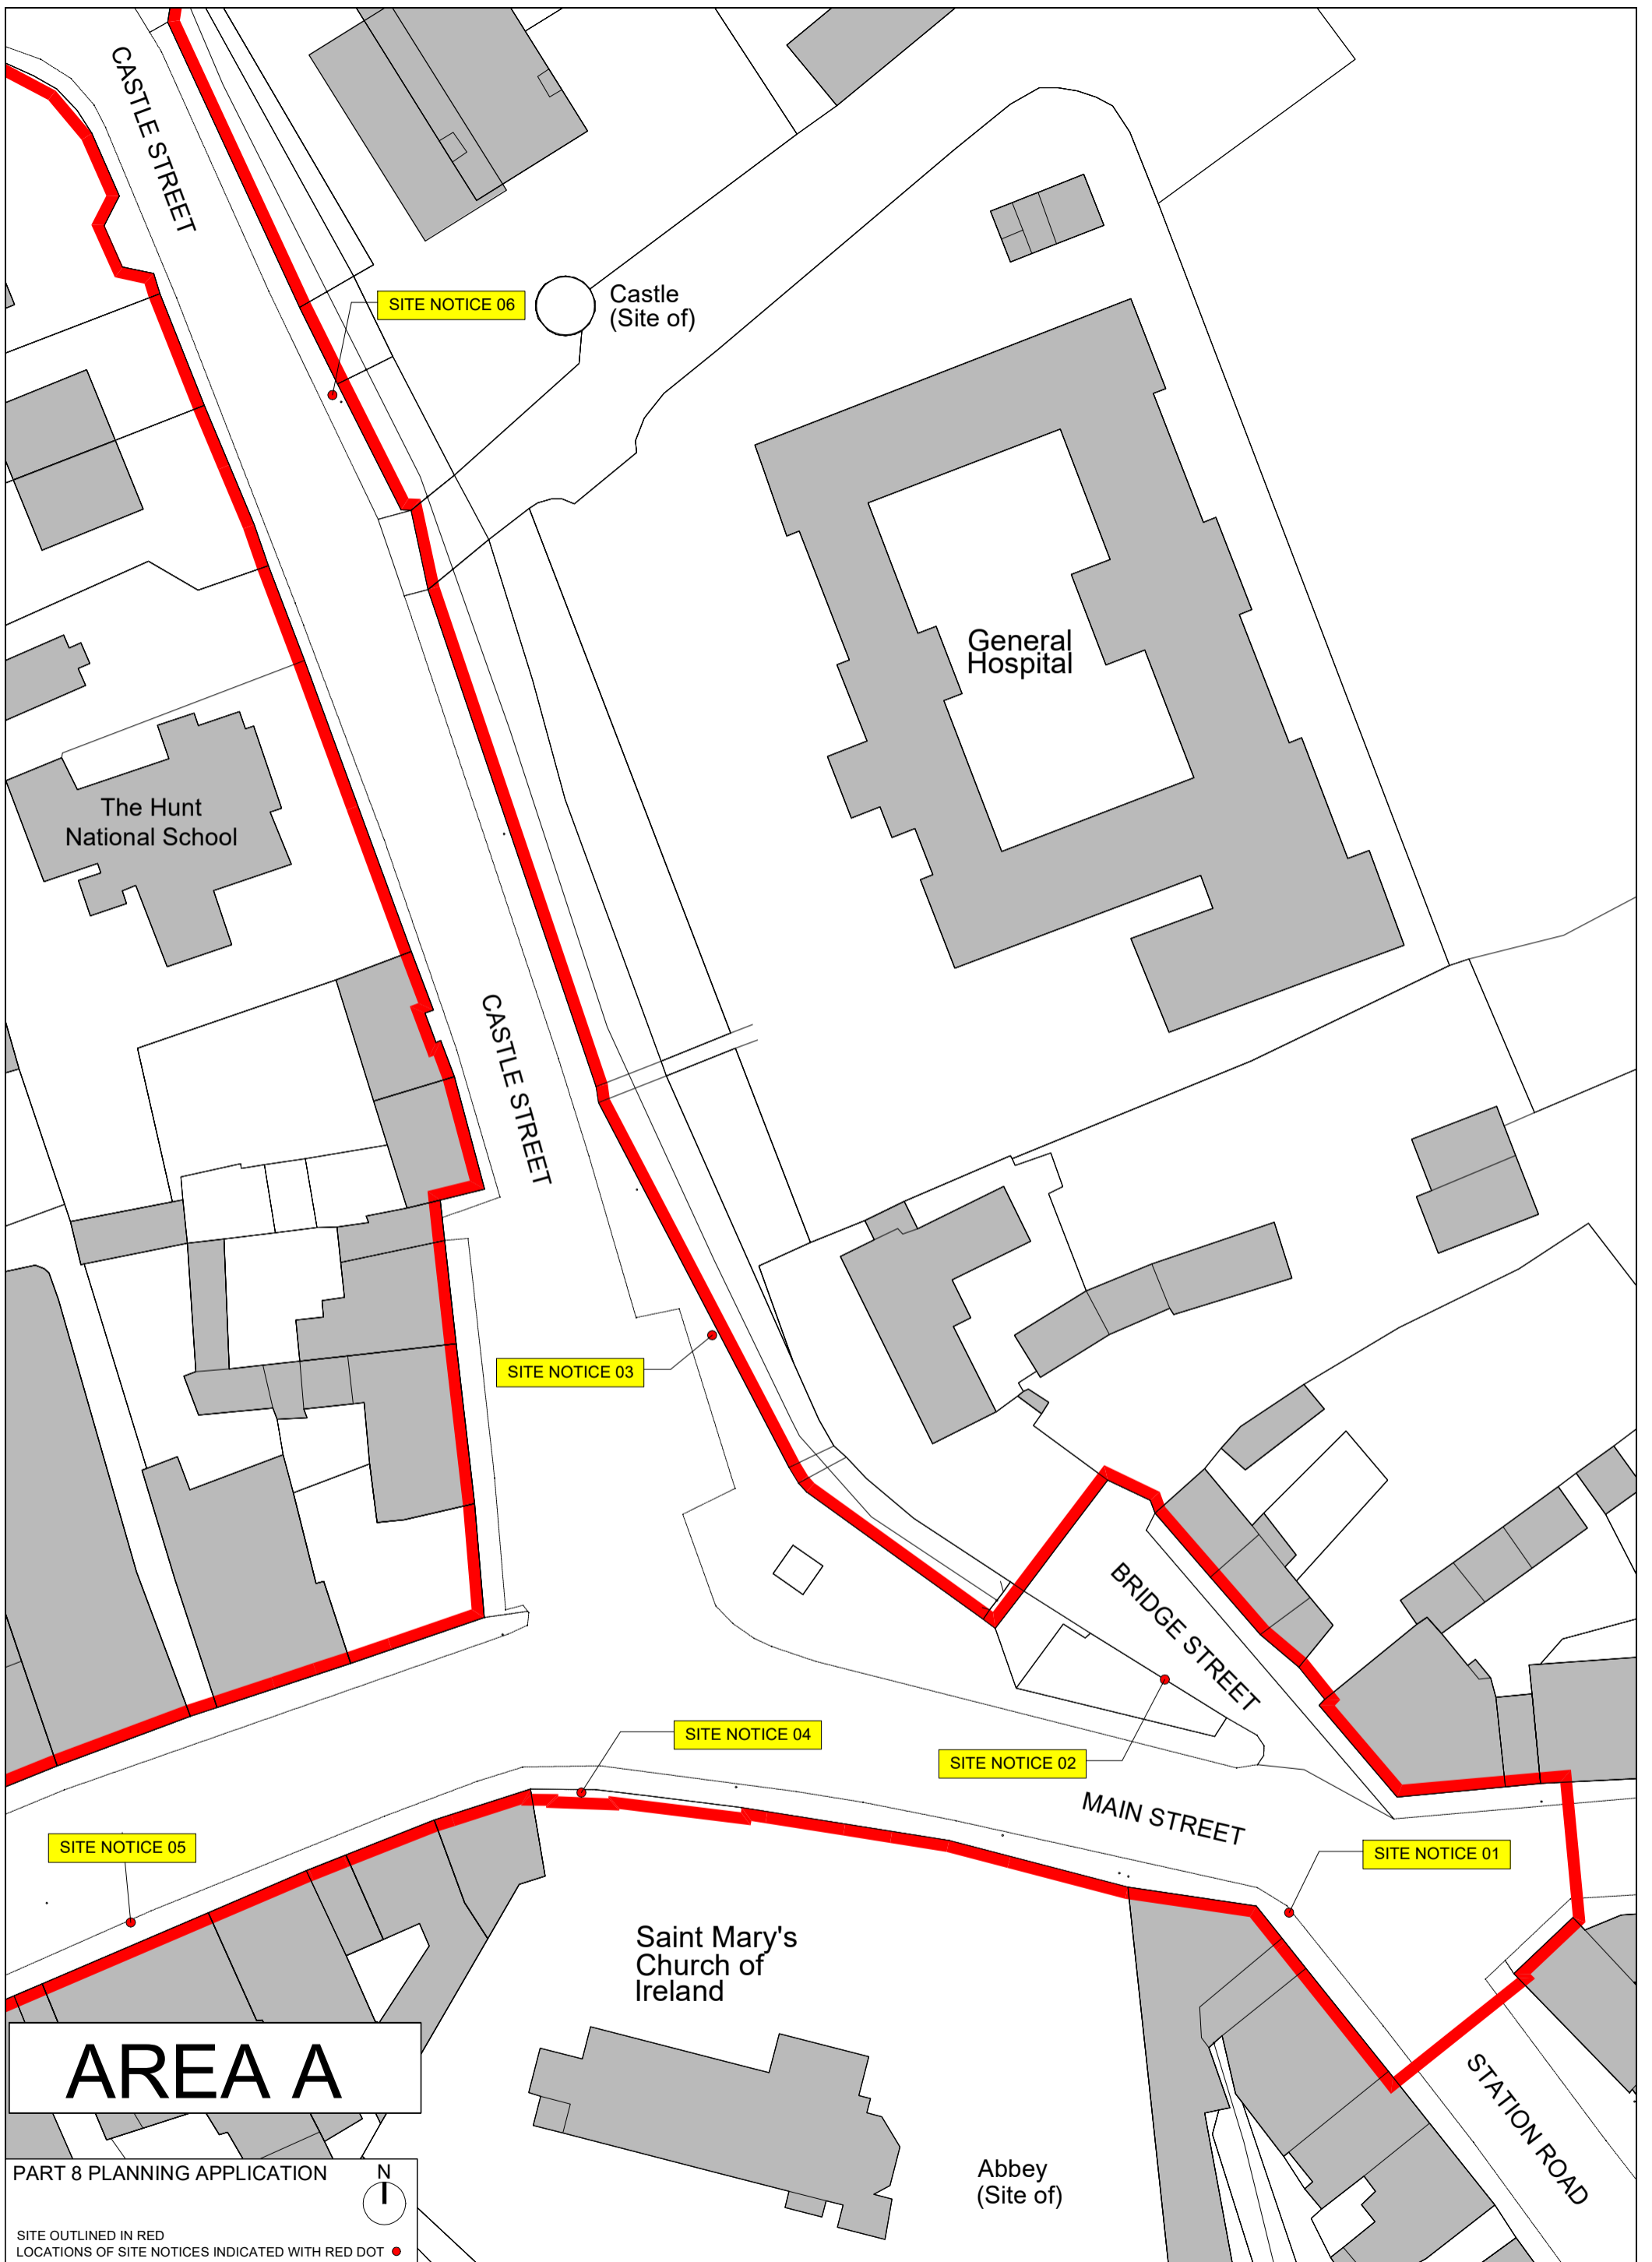 CASTLE STREET
SITE NOTICE 06
Castle
(Site of)
General
Hospital
The Hunt
National School
CASTLE STREET
SITE NOTICE 03
BRIDGE STREET
SITE NOTICE 04
SITE NOTICE 02
MAIN STREET
SITE NOTICE 05
SITE NOTICE 01
Saint Mary's
Church of
Ireland
AREA A
STATION ROAD
Abbey
(Site of)
PART 8 PLANNING APPLICATION
N
SITE OUTLINED IN RED
LOCATIONS OF SITE NOTICES INDICATED WITH RED DOT